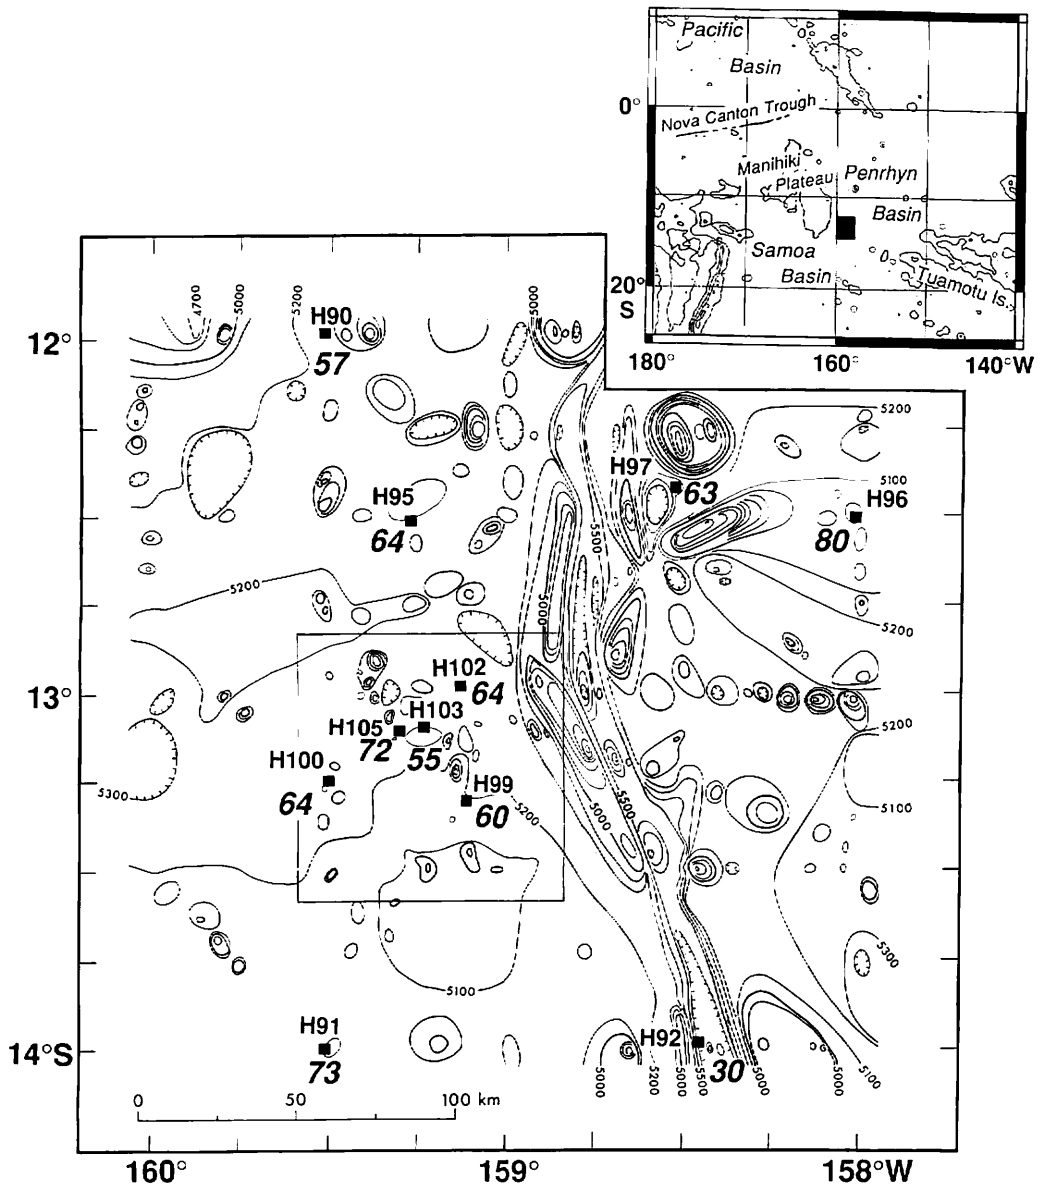 Pacific
Basin
0°
Nova Canton Trough
Manihiki
Plateau
Penrhyn
Basin
Samoa
Basin
20°
S
Tuamotu Is.
180°
160°
140°W
4700
5000
5200
5000
12°
H90
57
5200
H97
63
5100
H95
64
H96
80
5500
5200
5000
5200
13°
H102
64
H103
H105
72
55
5200
H100
64
H99
60
5300
5200
5000
5500
5100
5300
5100
H91
73
H92
30
14°S
5000
5200
5000
5500
5000
5000
5100
0
50
100 km
160°
159°
158°W